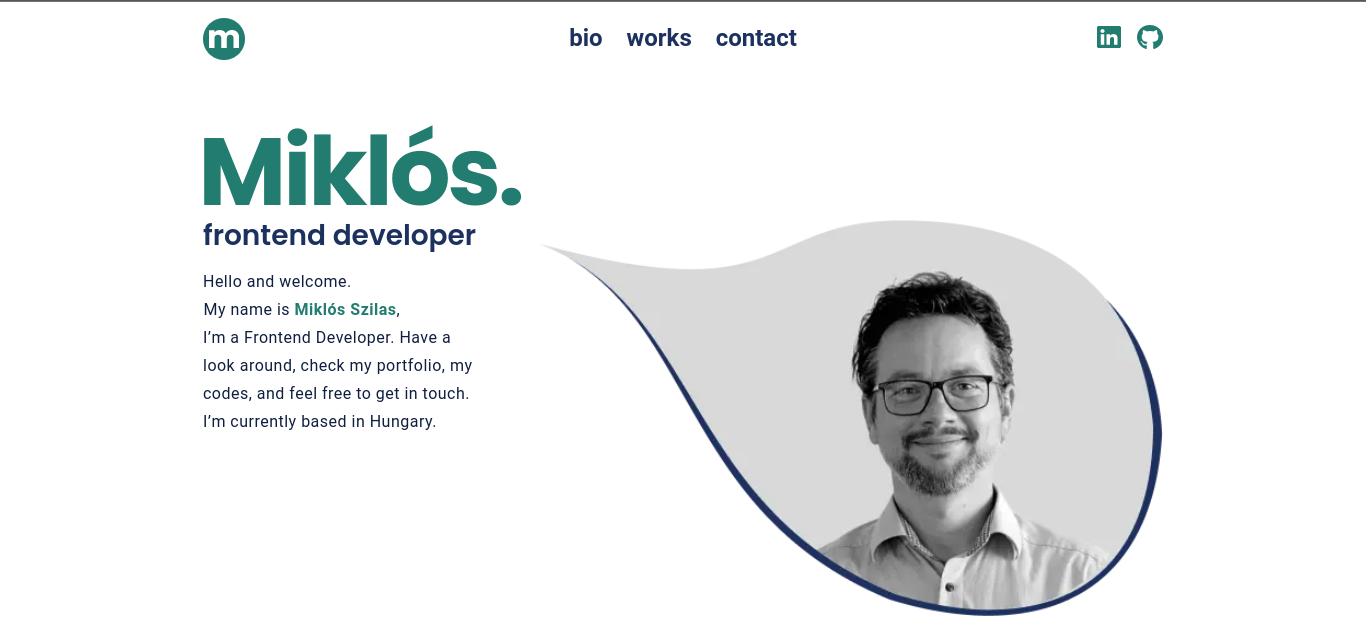 m
bio works contact
in
Miklós.
frontend developer
Hello and welcome.
My name is Miklós Szilas,
I’m a Frontend Developer. Have a
look around, check my portfolio, my
codes, and feel free to get in touch.
I’m currently based in Hungary.